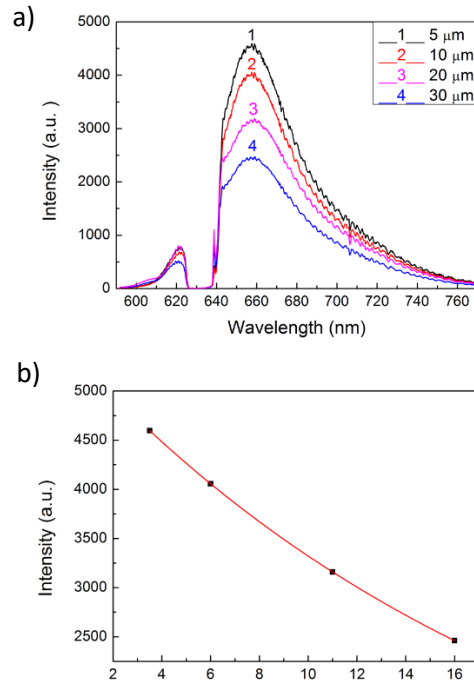 a)
1 5 μm
2 10 μm
3 20 μm
4 30 μm
1
2
3
4
5000
4000
3000
2000
1000
0
Intensity (a.u.)
600 620 640 660 680 700 720 740 760
Wavelength (nm)
b)
5000
4500
4000
3500
3000
2500
Intensity (a.u.)
2 4 6 8 10 12 14 16